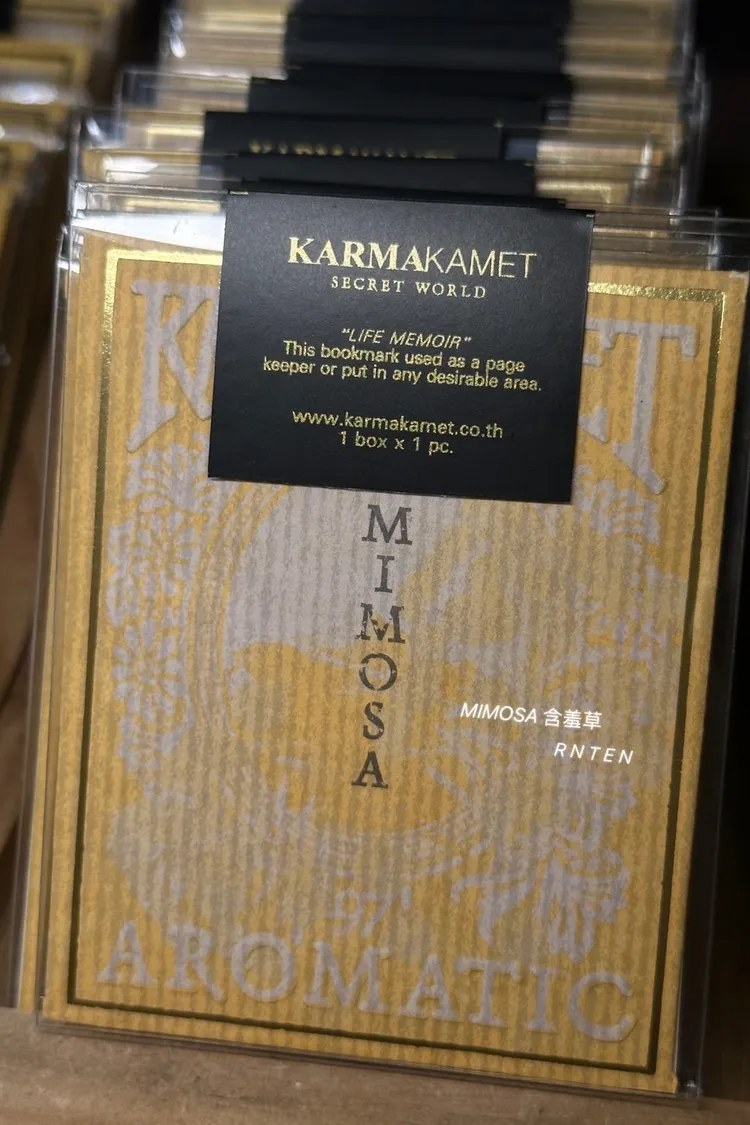 KARMAKAMET
SECRET WORLD
"LIFE MEMOIR"
This bookmark used as a page
keeper or put in any desirable area.
www.karmakamet.co.th
1 box x 1 pc.
MIMOSA
MIMOSA 含羞草
RNTEN
97'
AROMATIC